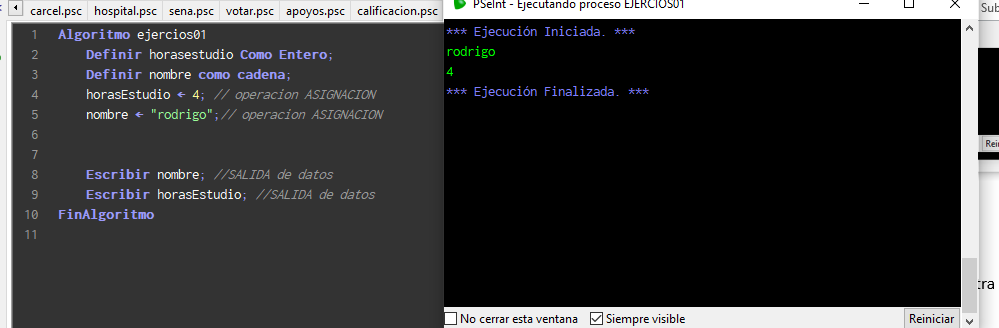 carcel.psc hospital.psc sena.psc votar.psc apoyos.psc calificacion.psc
1 Algoritmo ejercios01
2 Definir horasestudio Como Entero;
3 Definir nombre como cadena;
4 horasEstudio ← 4; // operacion ASIGNACION
5 nombre ← "rodrigo";// operacion ASIGNACION
6
7
8 Escribir nombre; //SALIDA de datos
9 Escribir horasEstudio; //SALIDA de datos
10 FinAlgoritmo
11
PSeInt - Ejecutando proceso EJERCIOS01
*** Ejecución Iniciada. ***
rodrigo
4
*** Ejecución Finalizada. ***
No cerrar esta ventana Siempre visible Reiniciar
Sub
Rein
tra